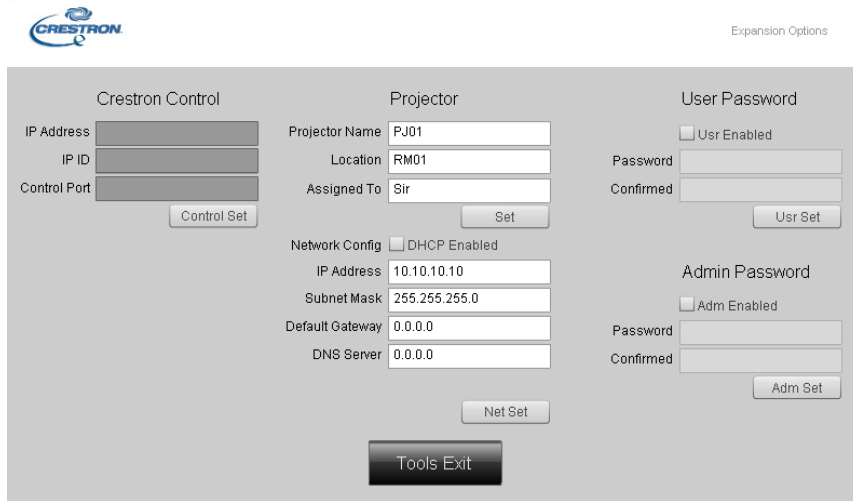 CRESTRON
Expansion Options
Crestron Control
IP Address
IP ID
Control Port
Control Set
Projector
Projector Name PJ01
Location RM01
Assigned To Sir
Set
Network Config DHCP Enabled
IP Address 10.10.10.10
Subnet Mask 255.255.255.0
Default Gateway 0.0.0.0
DNS Server 0.0.0.0
Net Set
User Password
Usr Enabled
Password
Confirmed
Usr Set
Admin Password
Adm Enabled
Password
Confirmed
Adm Set
Tools Exit